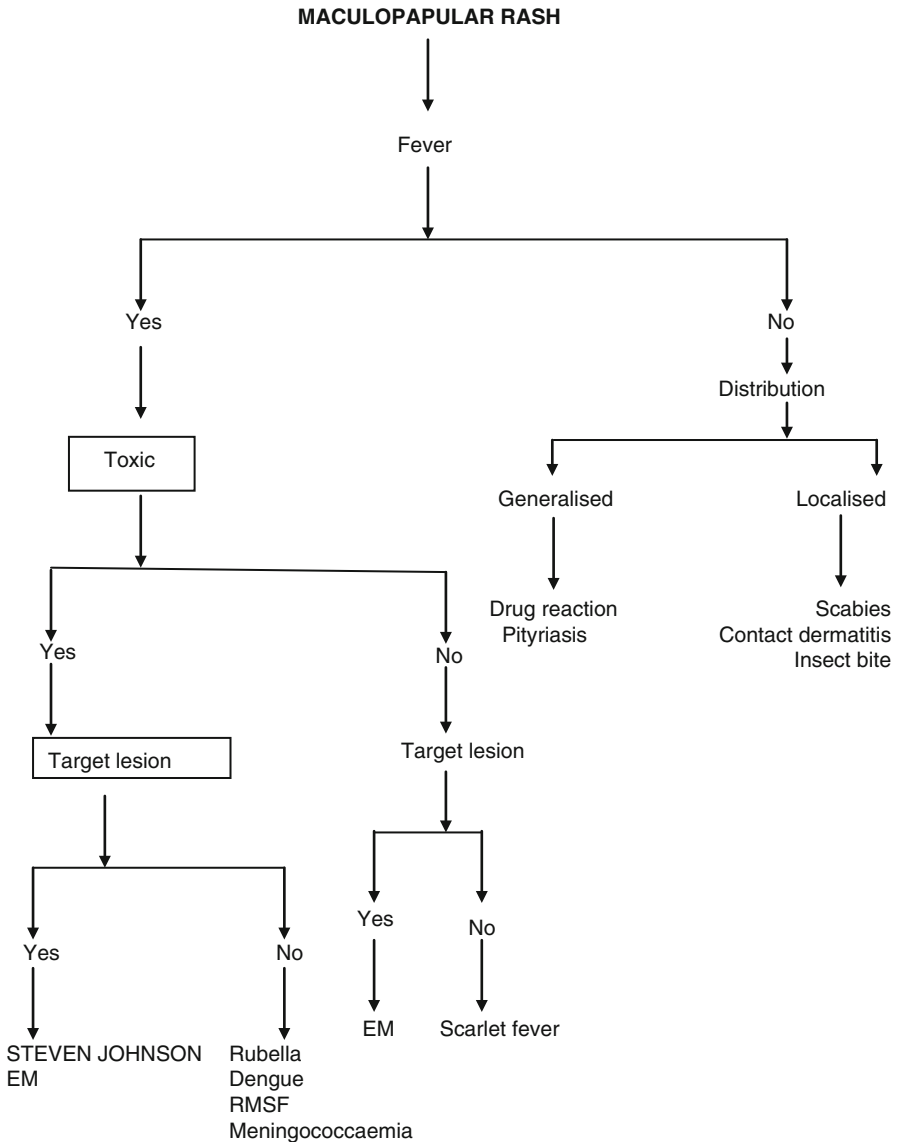 MACULOPAPULAR RASH
Fever
Yes
No
Distribution
Toxic
Generalised
Localised
Drug reaction
Pityriasis
Scabies
Contact dermatitis
Insect bite
Yes
No
Target lesion
Target lesion
Yes
No
Yes
No
STEVEN JOHNSON
EM
Rubella
Dengue
RMSF
Meningococcaemia
EM
Scarlet fever